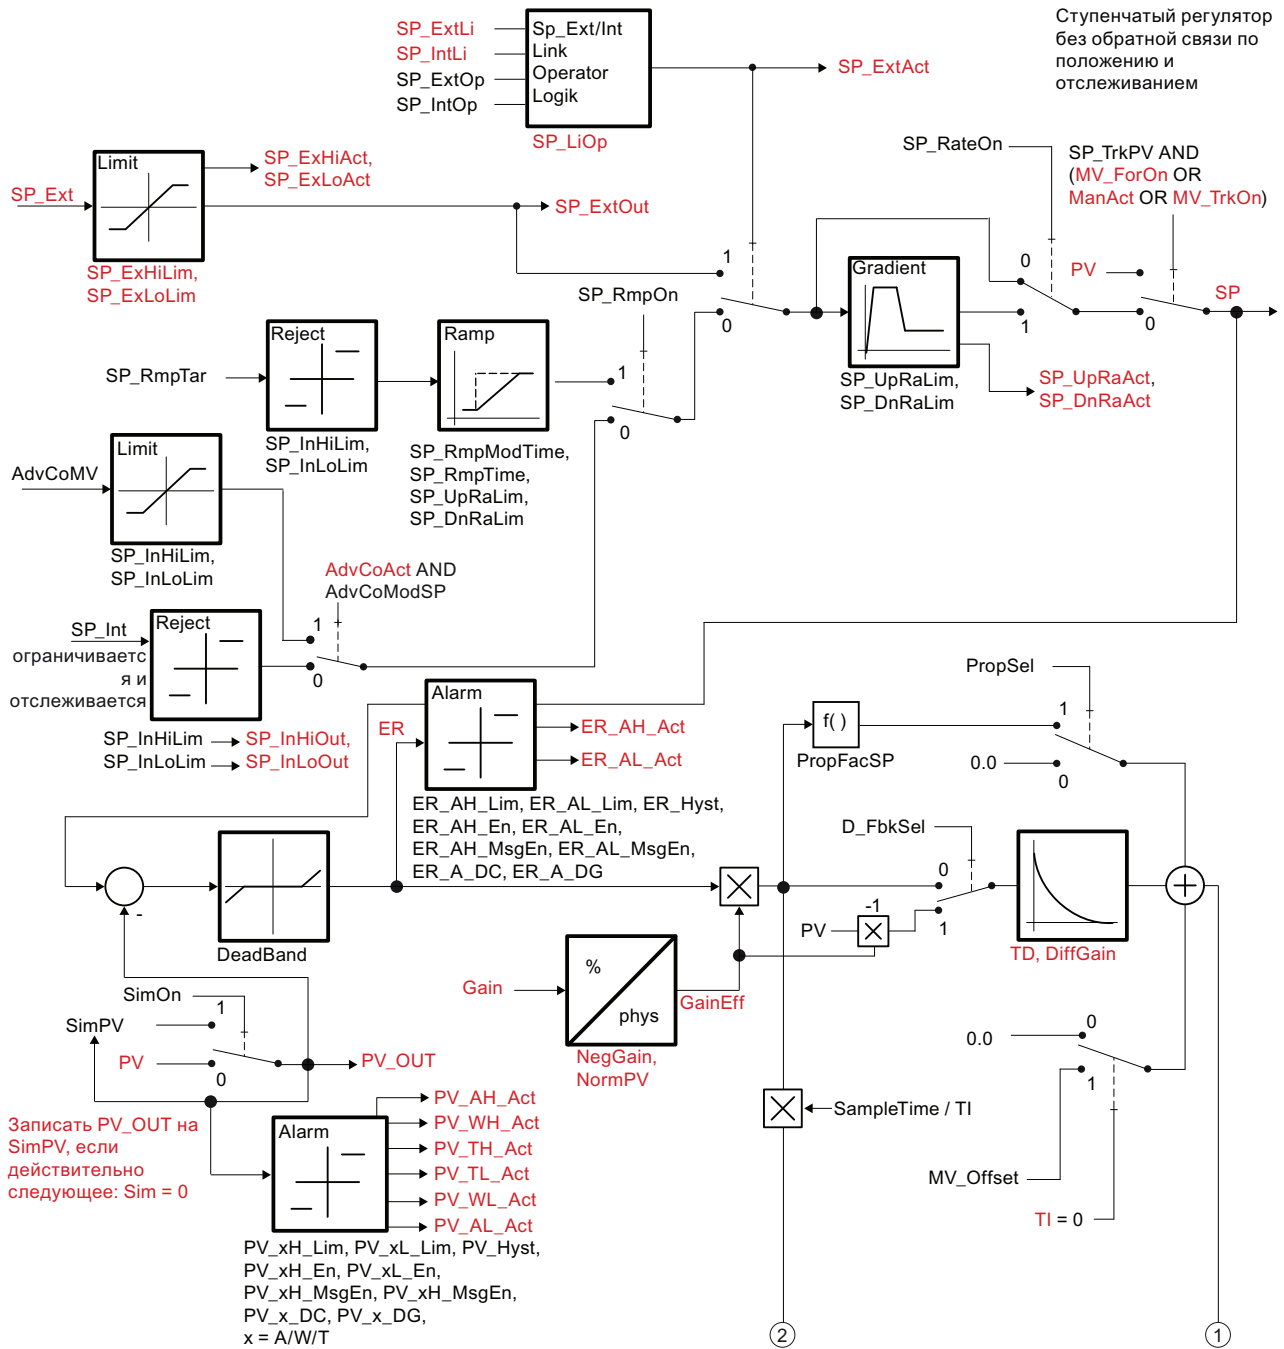 Ступенчатый регулятор
без обратной связи по
положению и
отслеживанием
SP_ExtLi
SP_IntLi
SP_ExtOp
SP_IntOp
Sp_Ext/Int
Link
Operator
Logik
SP_LiOp
SP_ExtAct
SP_RateOn
SP_TrkPV AND
(MV_ForOn OR
ManAct OR MV_TrkOn)
SP_Ext
Limit
SP_ExHiAct,
SP_ExLoAct
SP_ExtOut
SP_ExHiLim,
SP_ExLoLim
1
0
SP_RmpOn
Gradient
0
1
PV
0
SP
SP_UpRaLim,
SP_DnRaLim
SP_UpRaAct,
SP_DnRaAct
SP_RmpTar
Reject
SP_InHiLim,
SP_InLoLim
Ramp
SP_RmpModTime,
SP_RmpTime,
SP_UpRaLim,
SP_DnRaLim
1
0
AdvCoMV
Limit
SP_InHiLim,
SP_InLoLim
AdvCoAct AND
AdvCoModSP
1
0
SP_Int
ограничиваетс
я и
отслеживается
Reject
SP_InHiLim
SP_InHiOut,
SP_InLoLim
SP_InLoOut
ER
Alarm
ER_AH_Act
ER_AL_Act
ER_AH_Lim, ER_AL_Lim, ER_Hyst,
ER_AH_En, ER_AL_En,
ER_AH_MsgEn, ER_AL_MsgEn,
ER_A_DC, ER_A_DG
PropSel
f( )
PropFacSP
1
0.0
0
D_FbkSel
0
1
PV
-1
TD, DiffGain
-
DeadBand
Gain
%
phys
GainEff
NegGain,
NormPV
SimOn
SimPV
1
PV
0
PV_OUT
Записать PV_OUT на
SimPV, если
действительно
следующее: Sim = 0
Alarm
PV_AH_Act
PV_WH_Act
PV_TH_Act
PV_TL_Act
PV_WL_Act
PV_AL_Act
PV_xH_Lim, PV_xL_Lim, PV_Hyst,
PV_xH_En, PV_xL_En,
PV_xH_MsgEn, PV_xH_MsgEn,
PV_x_DC, PV_x_DG,
x = A/W/T
SampleTime / TI
0.0
0
1
MV_Offset
TI = 0
2
1